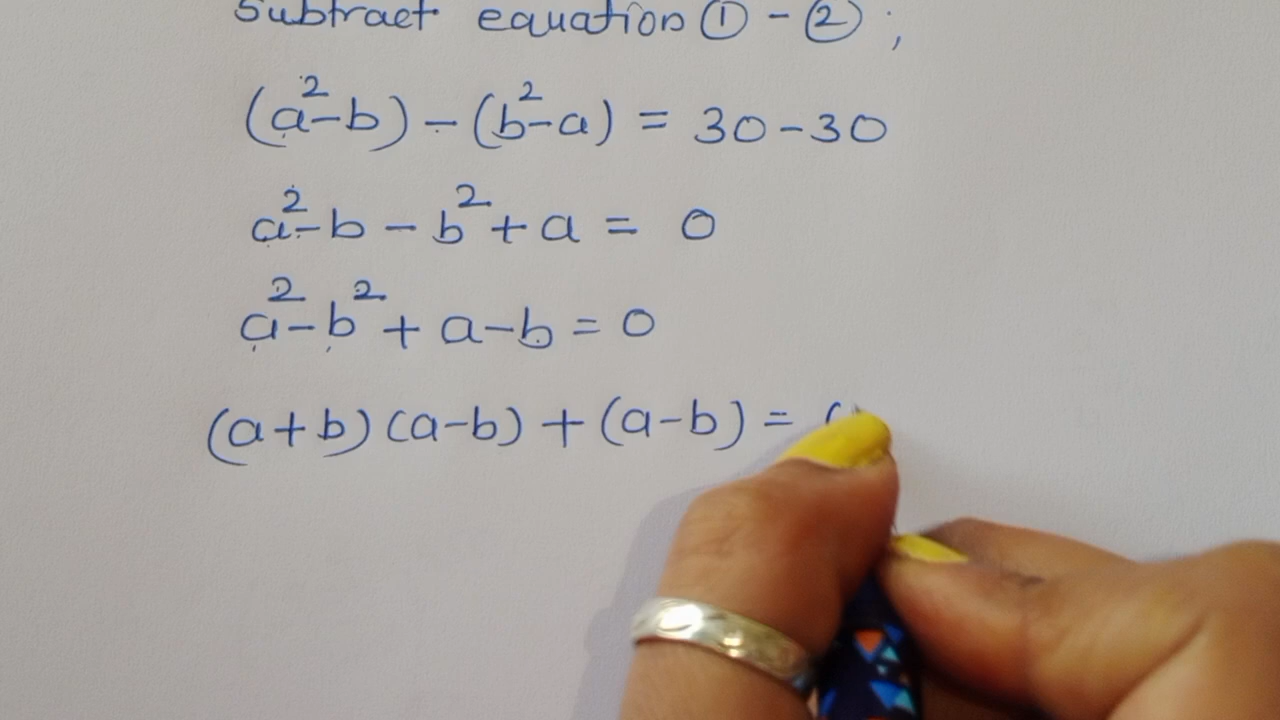 Subtract equation ① - ② ;
(a²-b) - (b²-a) = 30-30
a²-b - b²+a = 0
a²-b²+ a-b = 0
(a+b)(a-b) + (a-b) =